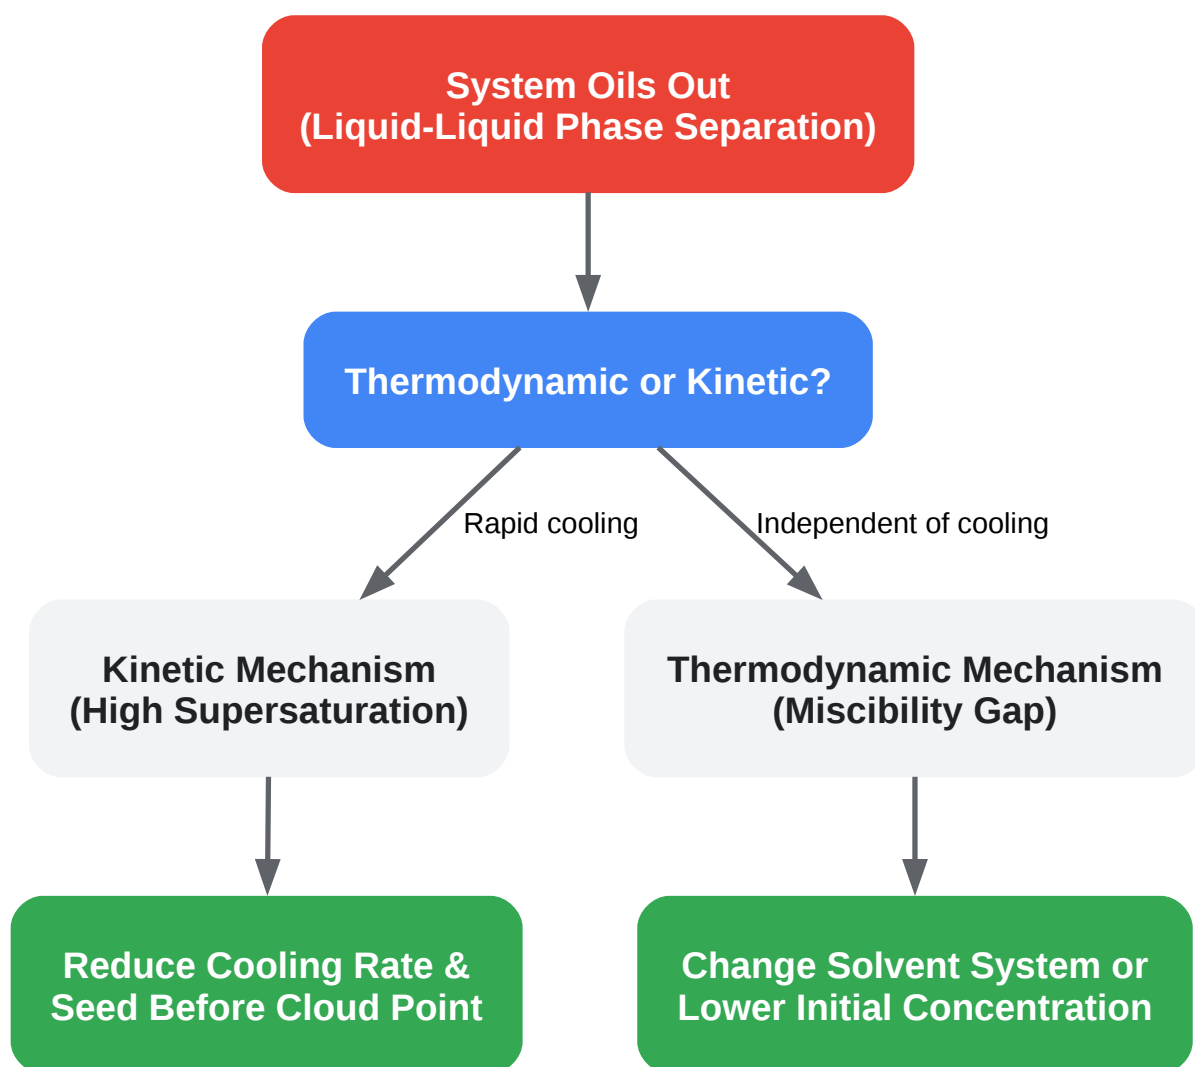 System Oils Out
(Liquid-Liquid Phase Separation)
Thermodynamic or Kinetic?
Rapid cooling
Independent of cooling
Kinetic Mechanism
(High Supersaturation)
Thermodynamic Mechanism
(Miscibility Gap)
Reduce Cooling Rate &
Seed Before Cloud Point
Change Solvent System or
Lower Initial Concentration